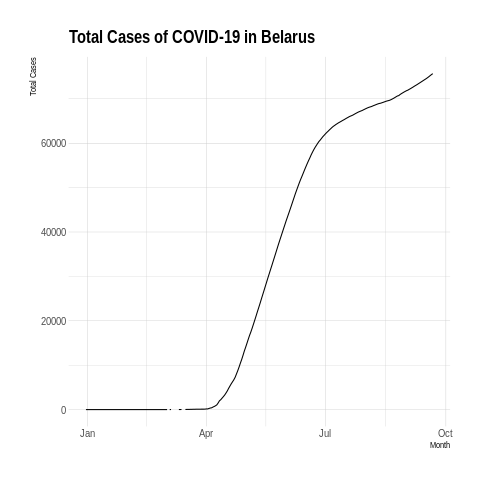 Total Cases of COVID-19 in Belarus
Total Cases
60000
40000
20000
0
Jan Apr Jul Oct
Month